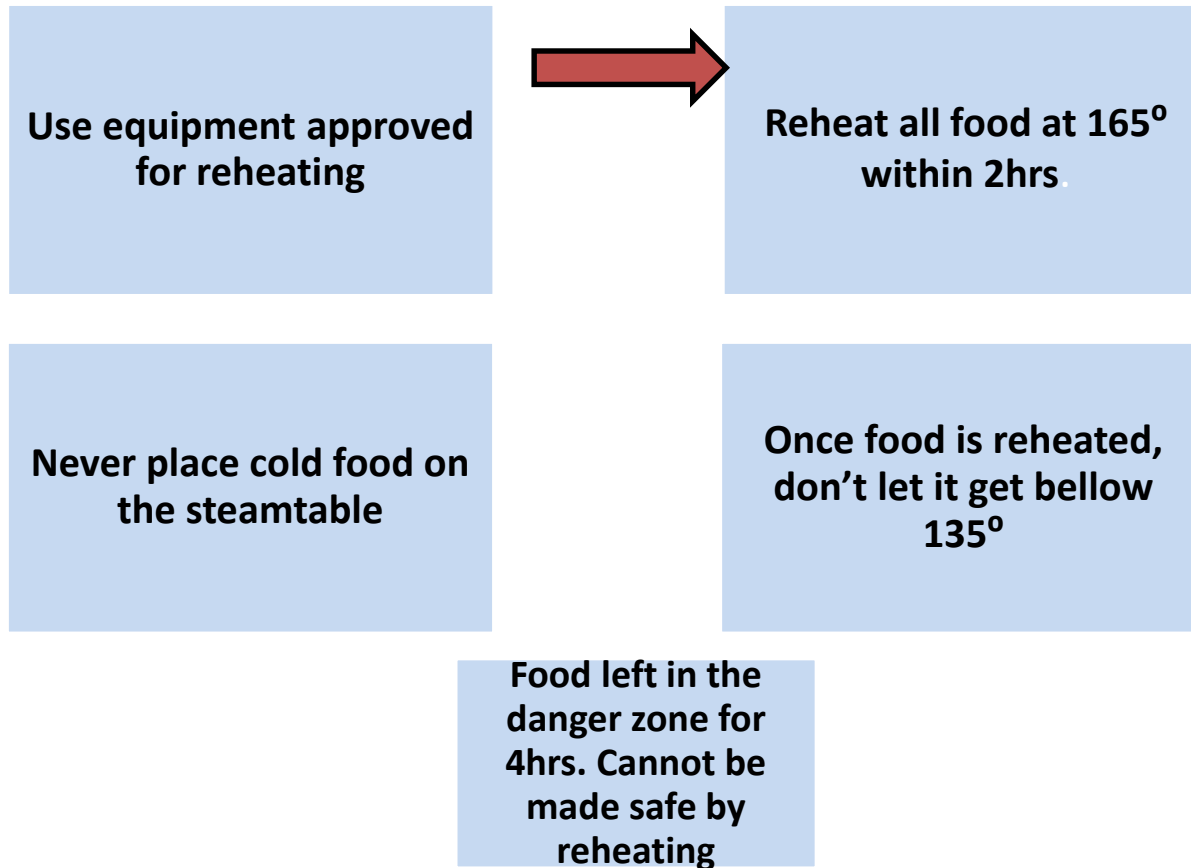 Use equipment approved
for reheating
Reheat all food at 165⁰
within 2hrs.
Never place cold food on
the steamtable
Once food is reheated,
don’t let it get bellow
135⁰
Food left in the
danger zone for
4hrs. Cannot be
made safe by
reheating